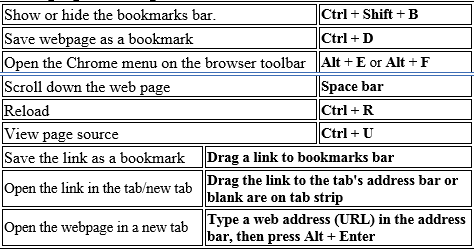 Show or hide the bookmarks bar. Ctrl + Shift + B
Save webpage as a bookmark Ctrl + D
Open the Chrome menu on the browser toolbar Alt + E or Alt + F
Scroll down the web page Space bar
Reload Ctrl + R
View page source Ctrl + U
Save the link as a bookmark Drag a link to bookmarks bar
Open the link in the tab/new tab Drag the link to the tab's address bar or
blank are on tab strip
Open the webpage in a new tab Type a web address (URL) in the address
bar, then press Alt + Enter